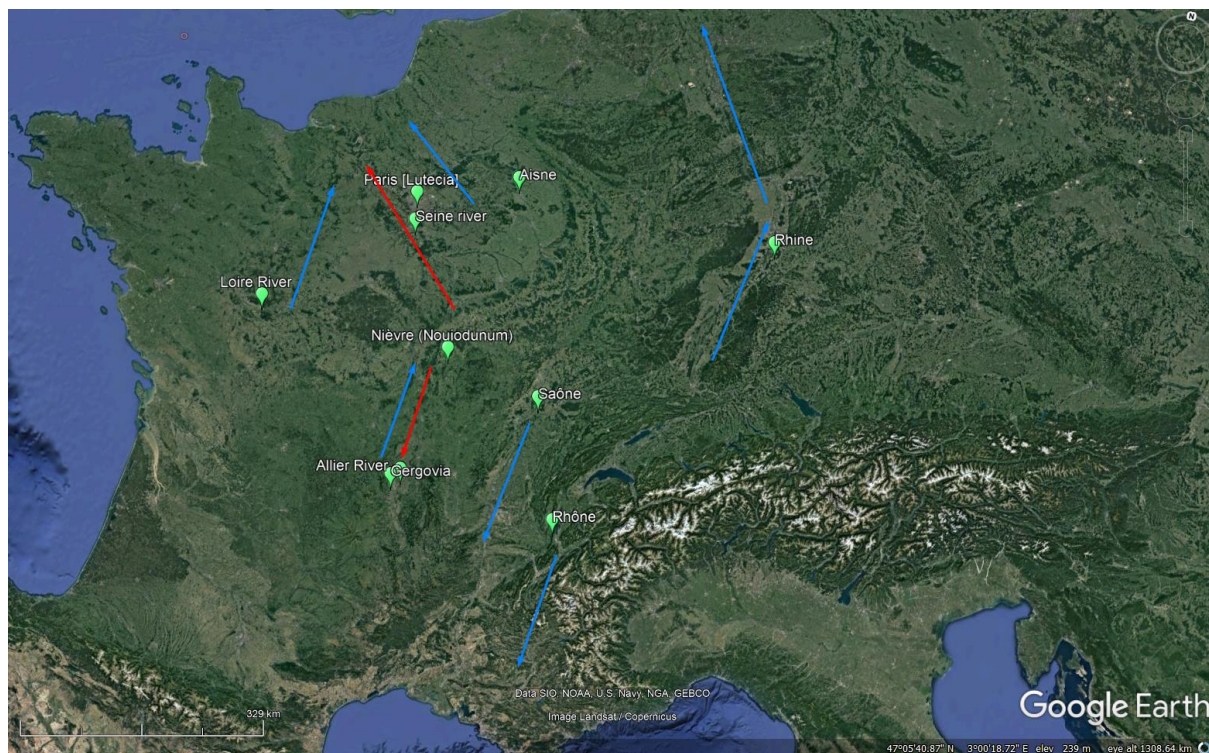 N
Paris [Lutecia]
Aisne
Seine river
Rhine
Loire River
Nièvre (Nouiodunum)
Saône
Allier River
Gergovia
Rhône
Data SIO, NOAA, U.S. Navy, NGA, GEBCO
Image Landsat / Copernicus
329 km
Google Earth
47°05'40.87" N 3°00'18.72" E elev 239 m eye alt 1308.64 km